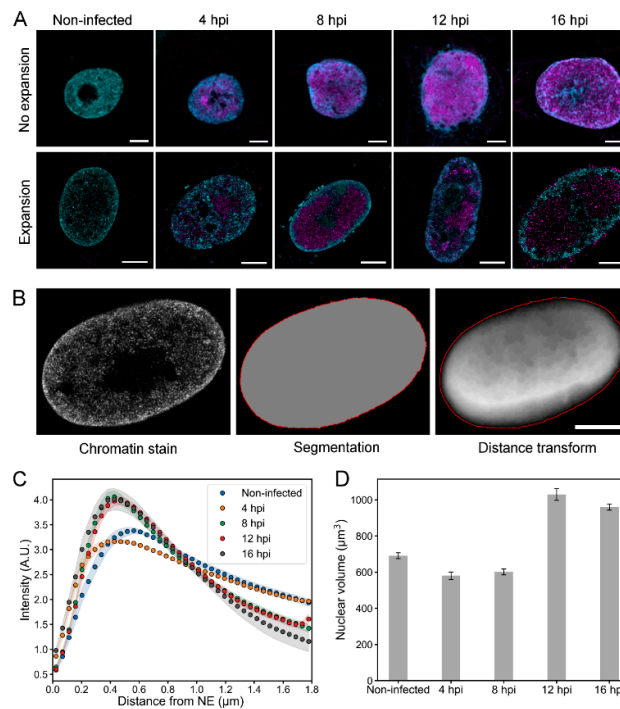 A
Non-infected 4 hpi 8 hpi 12 hpi 16 hpi
No expansion
Expansion
B
Chromatin stain Segmentation Distance transform
C
Intensity (A.U.)
4.0
3.5
3.0
2.5
2.0
1.5
1.0
0.5
Non-infected
4 hpi
8 hpi
12 hpi
16 hpi
0.0 0.2 0.4 0.6 0.8 1.0 1.2 1.4 1.6 1.8
Distance from NE (µm)
D
Nuclear volume (µm³)
1000
800
600
400
200
0
Non-infected 4 hpi 8 hpi 12 hpi 16 hpi